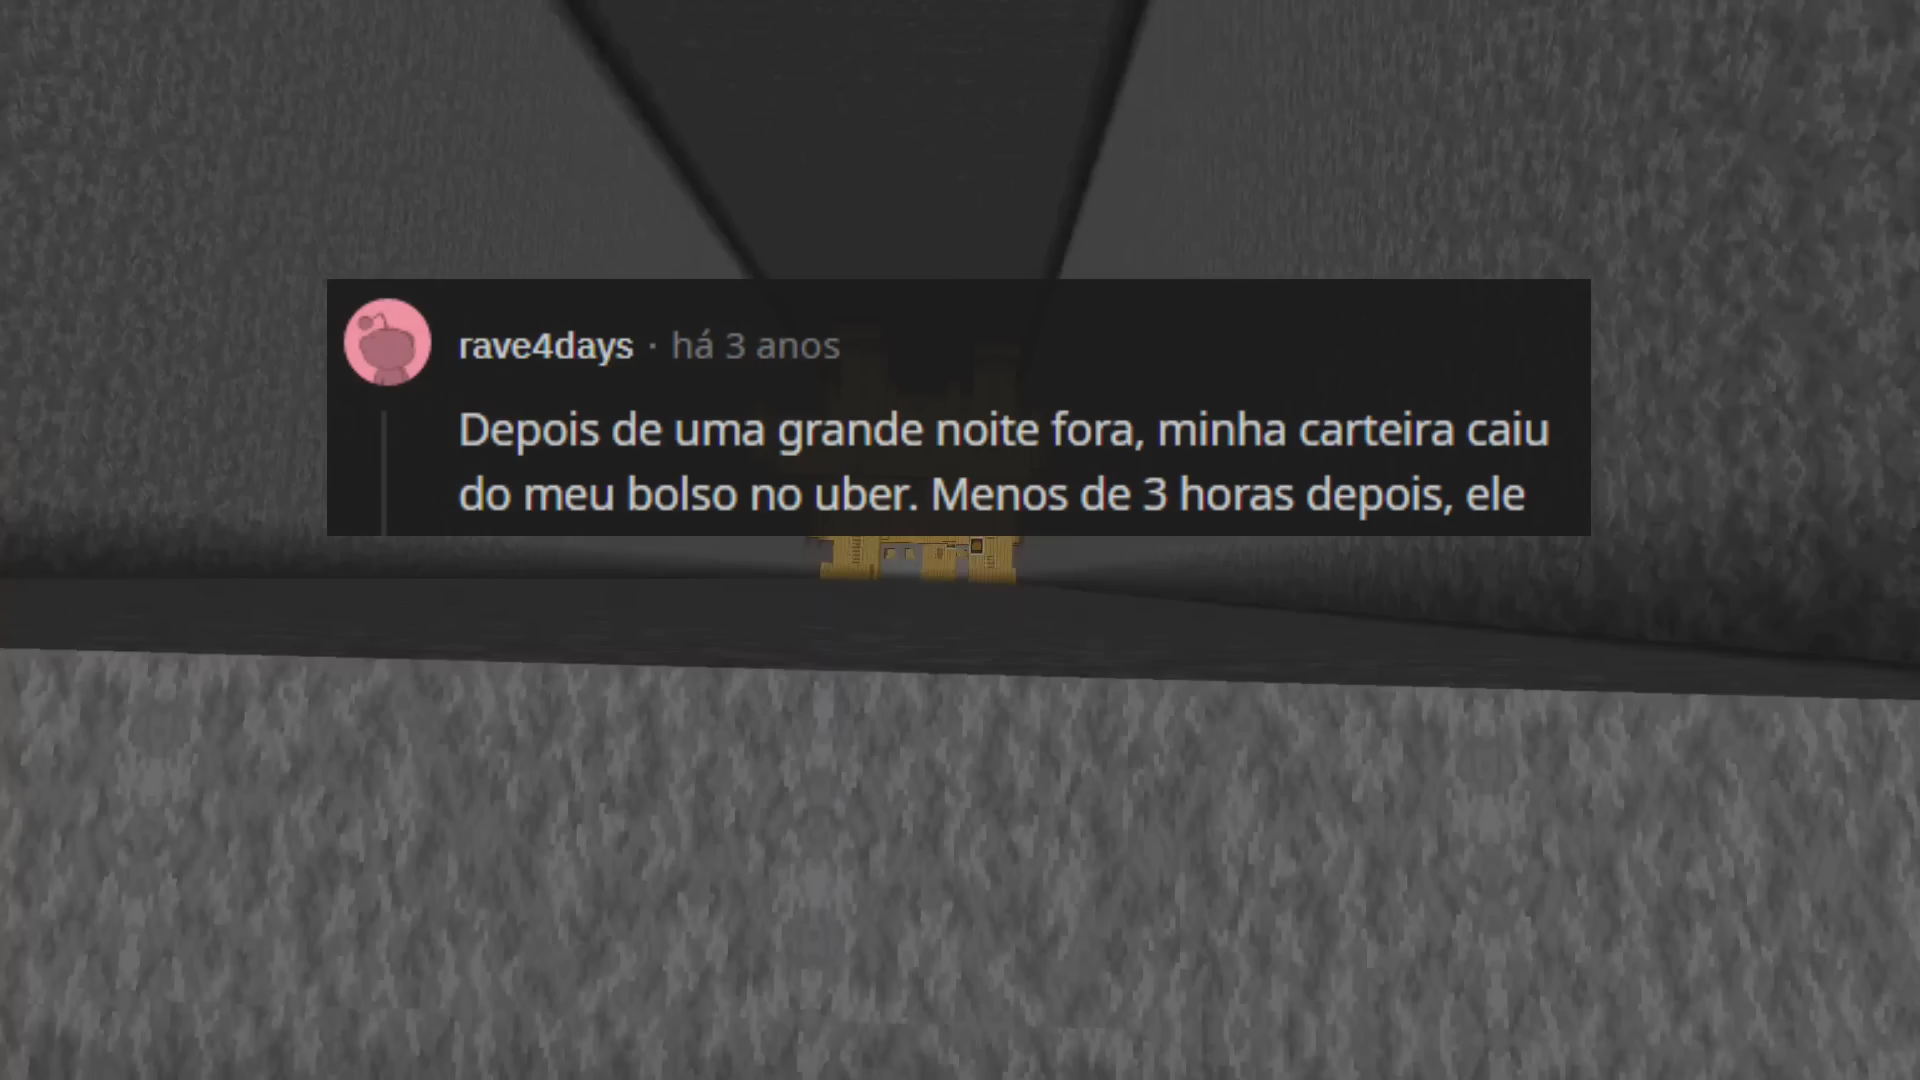 rave4days · há 3 anos
Depois de uma grande noite fora, minha carteira caiu
do meu bolso no uber. Menos de 3 horas depois, ele